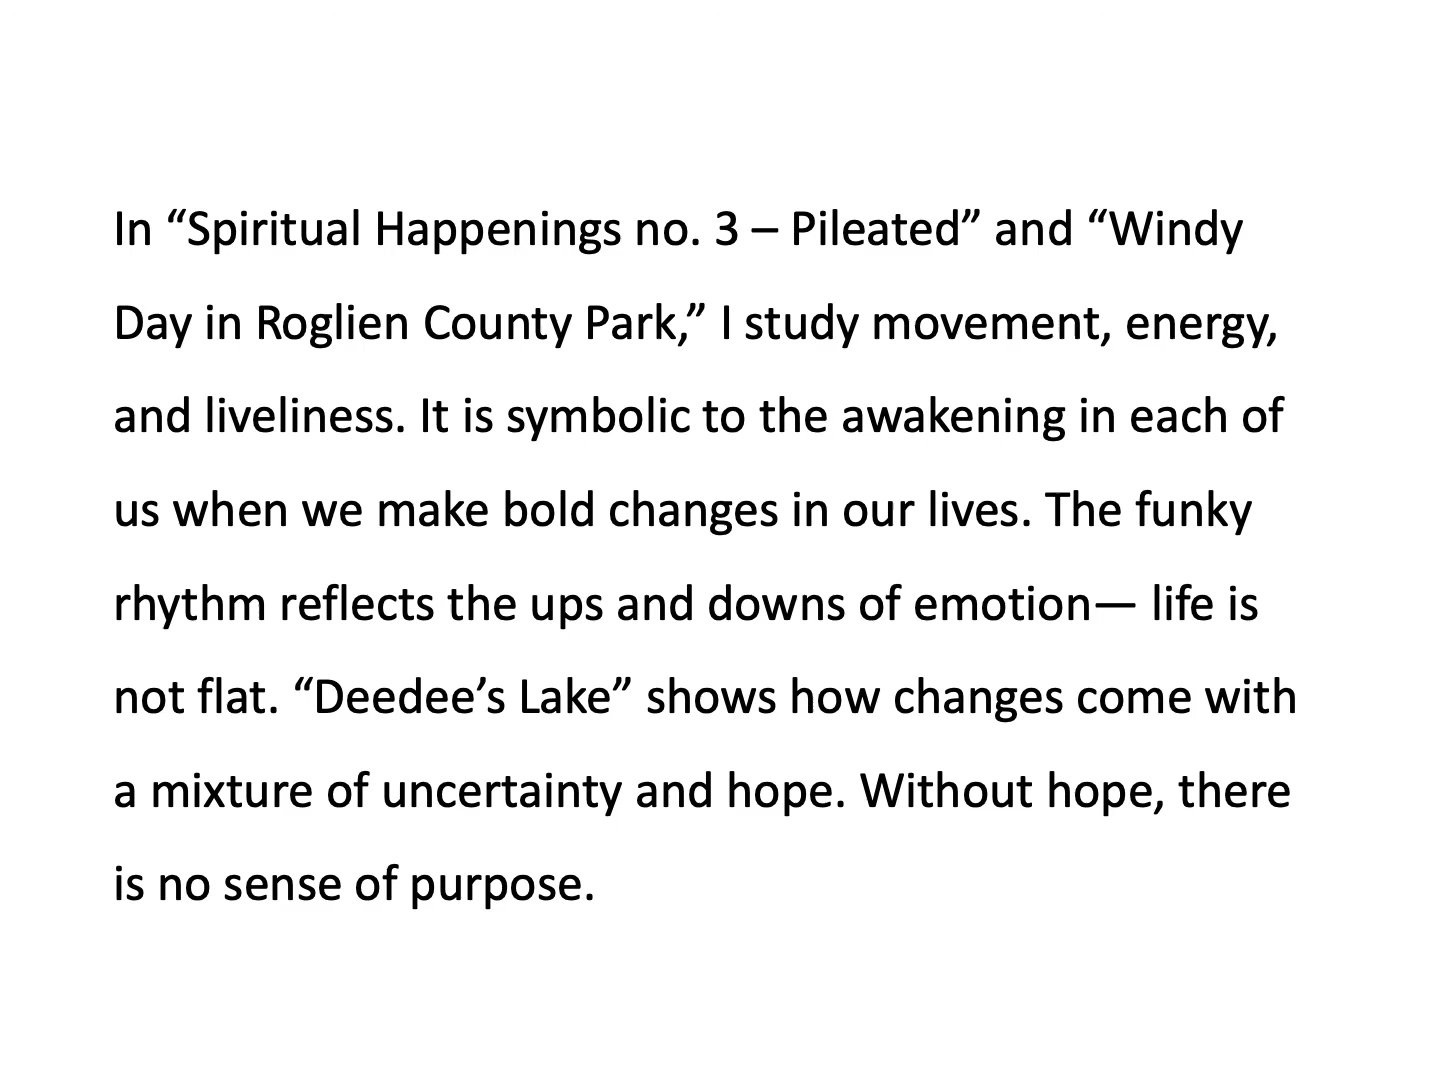 In “Spiritual Happenings no. 3 – Pileated” and “Windy
Day in Roglien County Park,” I study movement, energy,
and liveliness. It is symbolic to the awakening in each of
us when we make bold changes in our lives. The funky
rhythm reflects the ups and downs of emotion— life is
not flat. “Deedee’s Lake” shows how changes come with
a mixture of uncertainty and hope. Without hope, there
is no sense of purpose.